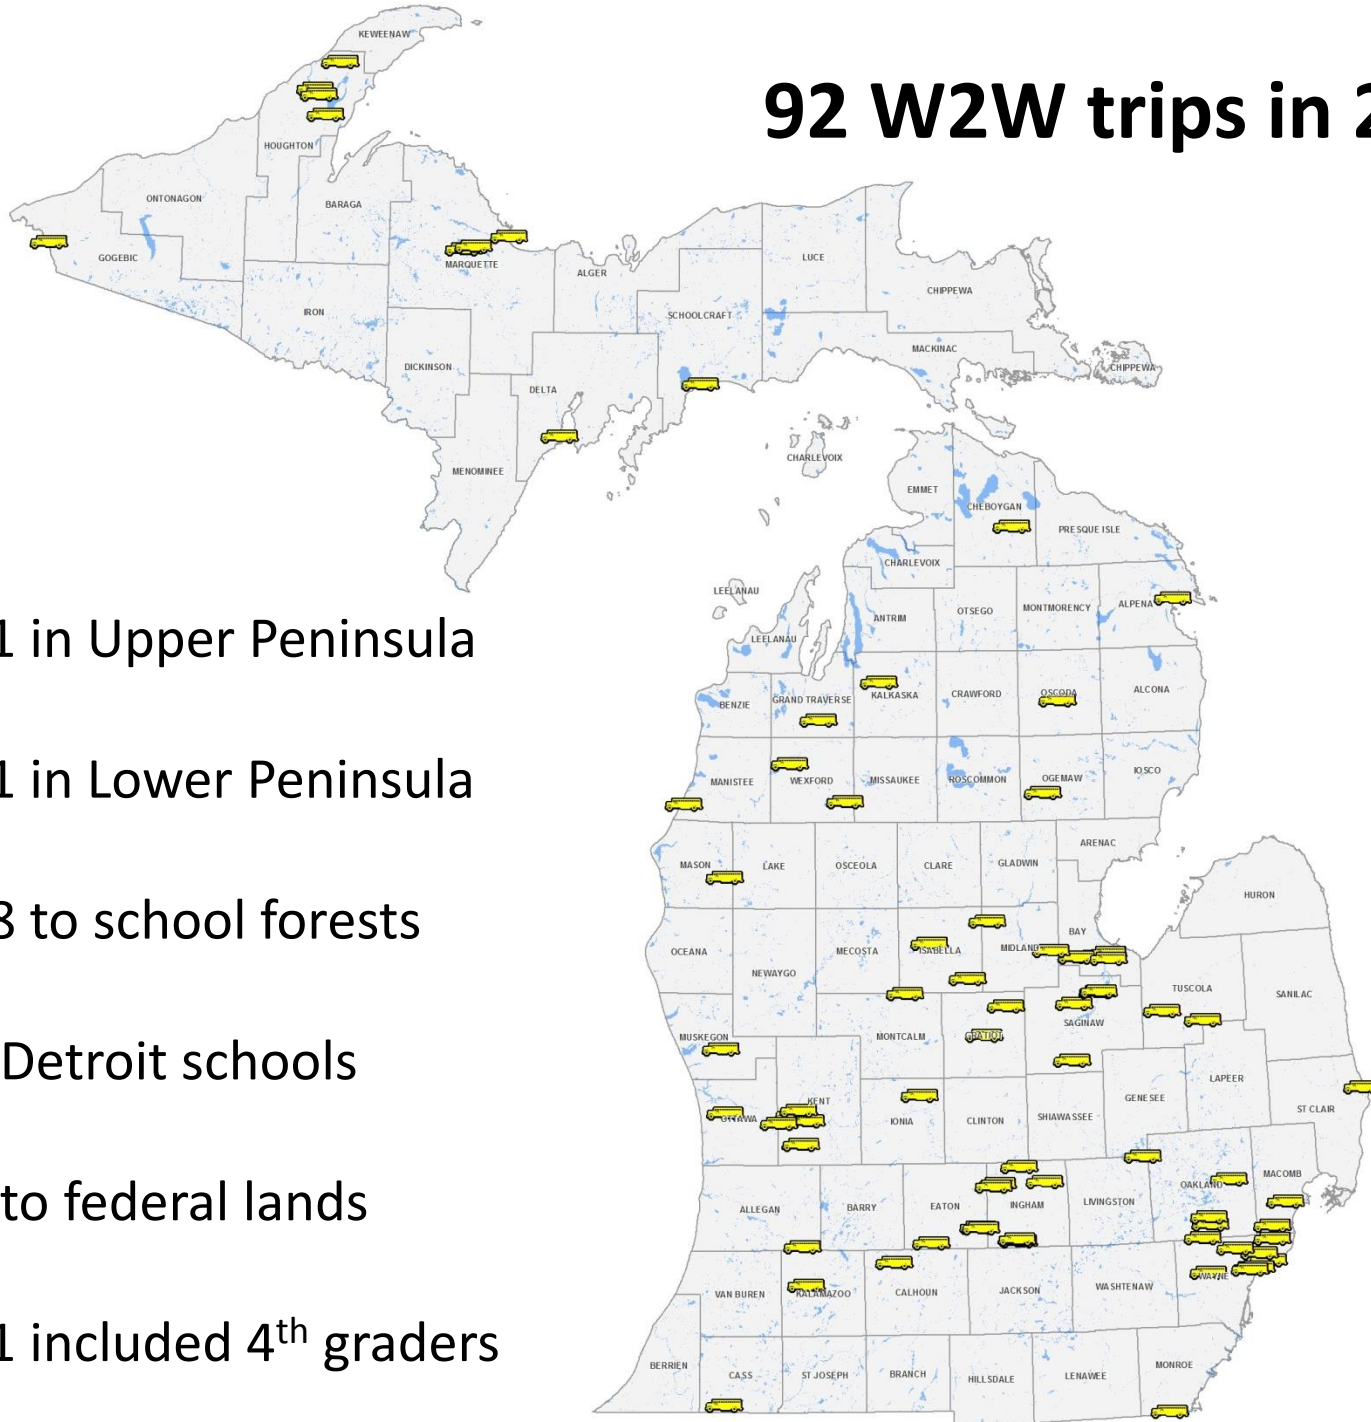 92 W2W trips in 2
KEWEENAW
HOUGHTON
ONTONAGON
BARAGA
GOGEBIC
MARQUETTE
ALGER
LUCE
CHIPPEWA
IRON
SCHOOLCRAFT
MACKINAC
DICKINSON
CHIPPEWA
DELTA
MENOMINEE
CHARLEVOIX
EMMET
CHEBOYGAN
PRESQUE ISLE
CHARLEVOIX
LEELANAU
ANTRIM
OTSEGO
MONTMORENCY
ALPENA
1 in Upper Peninsula
LEELANAU
BENZIE
GRAND TRAVERSE
KALKASKA
CRAWFORD
OSCODA
ALCONA
1 in Lower Peninsula
MANISTEE
WEXFORD
MISSAUKEE
ROSCOMMON
OGEMAW
IOSCO
ARENAC
MASON
LAKE
OSCEOLA
CLARE
GLADWIN
HURON
8 to school forests
OCEANA
NEWAYGO
MECOSTA
ISABELLA
MIDLAND
BAY
TUSCOLA
SANILAC
MUSKEGON
MONTCALM
GRATIOT
SAGINAW
Detroit schools
OTTAWA
KENT
IONIA
CLINTON
SHIAWASSEE
GENESEE
LAPEER
ST CLAIR
to federal lands
ALLEGAN
BARRY
EATON
INGHAM
LIVINGSTON
OAKLAND
MACOMB
VAN BUREN
KALAMAZOO
CALHOUN
JACKSON
WASHTENAW
WAYNE
1 included 4th graders
BERRIEN
CASS
ST JOSEPH
BRANCH
HILLSDALE
LENAWEE
MONROE